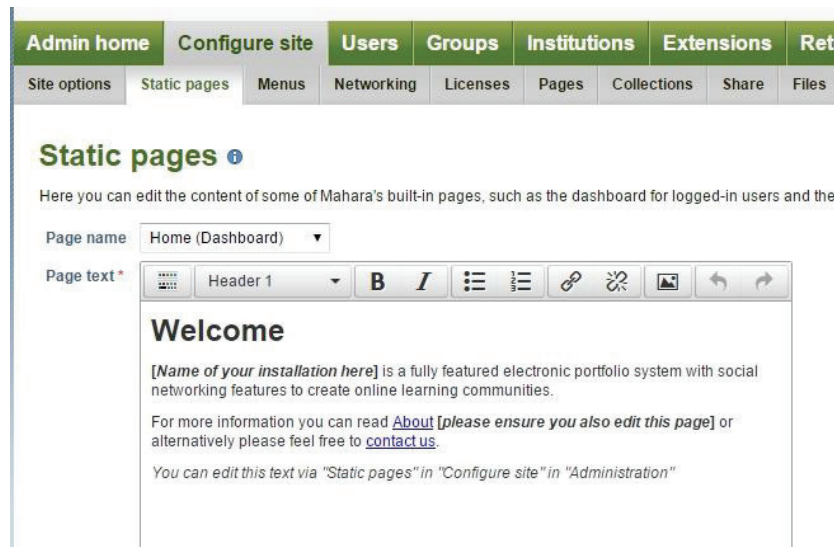 Admin home Configure site Users Groups Institutions Extensions Ret
Site options Static pages Menus Networking Licenses Pages Collections Share Files
Static pages
Here you can edit the content of some of Mahara's built-in pages, such as the dashboard for logged-in users and the
Page name Home (Dashboard)
Page text *
Header 1 B I
Welcome
[Name of your installation here] is a fully featured electronic portfolio system with social
networking features to create online learning communities.
For more information you can read About [please ensure you also edit this page] or
alternatively please feel free to contact us.
You can edit this text via "Static pages" in "Configure site" in "Administration"